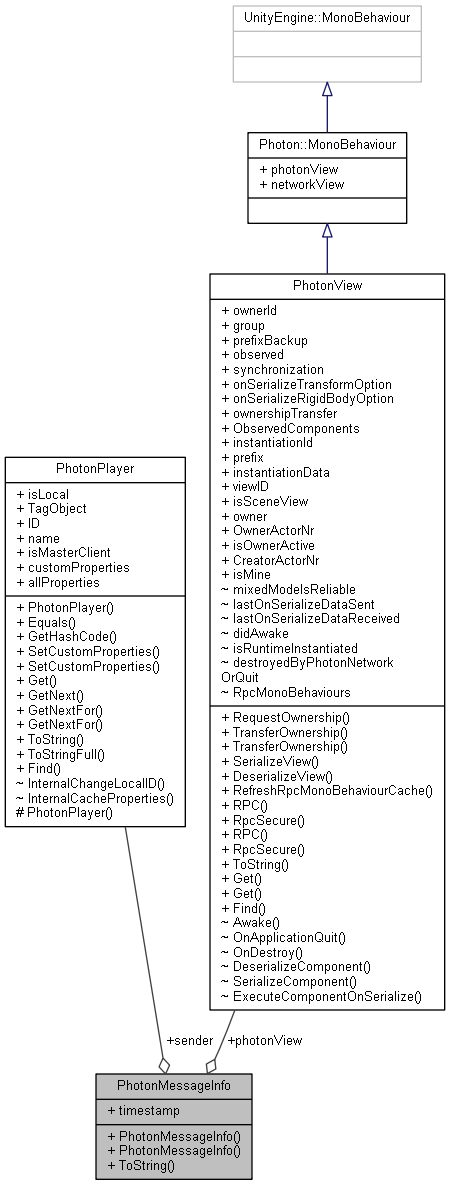 UnityEngine::MonoBehaviour
Photon::MonoBehaviour
+ photonView
+ networkView
PhotonView
+ ownerId
+ group
+ prefixBackup
+ observed
+ synchronization
+ onSerializeTransformOption
+ onSerializeRigidBodyOption
+ ownershipTransfer
+ ObservedComponents
+ instantiationId
+ prefix
+ instantiationData
+ viewID
+ isSceneView
+ owner
+ OwnerActorNr
+ isOwnerActive
+ CreatorActorNr
+ isMine
~ mixedModelsReliable
~ lastOnSerializeDataSent
~ lastOnSerializeDataReceived
~ didAwake
~ isRuntimeInstantiated
~ destroyedByPhotonNetwork
OrQuit
~ RpcMonoBehaviours
+ RequestOwnership()
+ TransferOwnership()
+ TransferOwnership()
+ SerializeView()
+ DeserializeView()
+ RefreshRpcMonoBehaviourCache()
+ RPC()
+ RpcSecure()
+ RPC()
+ RpcSecure()
+ ToString()
+ Get()
+ Get()
+ Find()
~ Awake()
~ OnApplicationQuit()
~ OnDestroy()
~ DeserializeComponent()
~ SerializeComponent()
~ ExecuteComponentOnSerialize()
PhotonPlayer
+ isLocal
+ TagObject
+ ID
+ name
+ isMasterClient
+ customProperties
+ allProperties
+ PhotonPlayer()
+ Equals()
+ GetHashCode()
+ SetCustomProperties()
+ SetCustomProperties()
+ Get()
+ GetNext()
+ GetNextFor()
+ GetNextFor()
+ ToString()
+ ToStringFull()
+ Find()
~ InternalChangeLocalID()
~ InternalCacheProperties()
# PhotonPlayer()
+sender
+photonView
PhotonMessageInfo
+ timestamp
+ PhotonMessageInfo()
+ PhotonMessageInfo()
+ ToString()